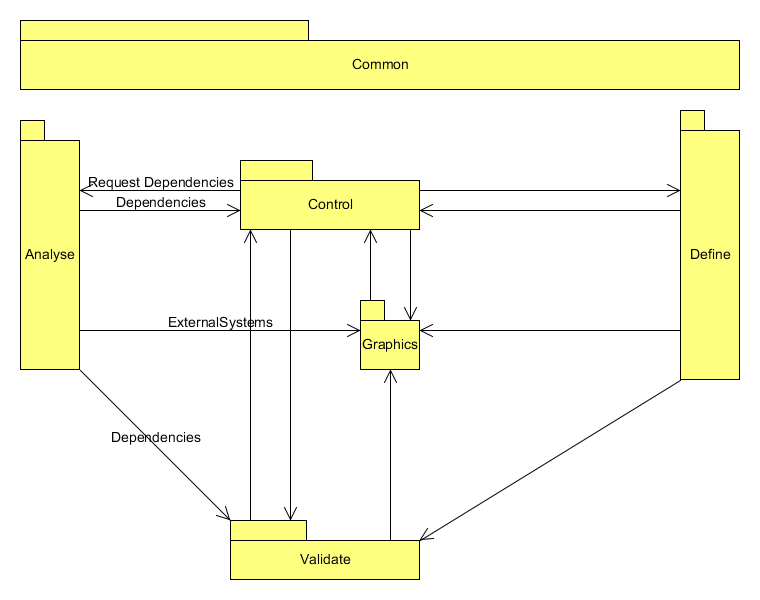 Common
Request Dependencies
Dependencies
Control
Analyse
Define
ExternalSystems
Graphics
Dependencies
Validate